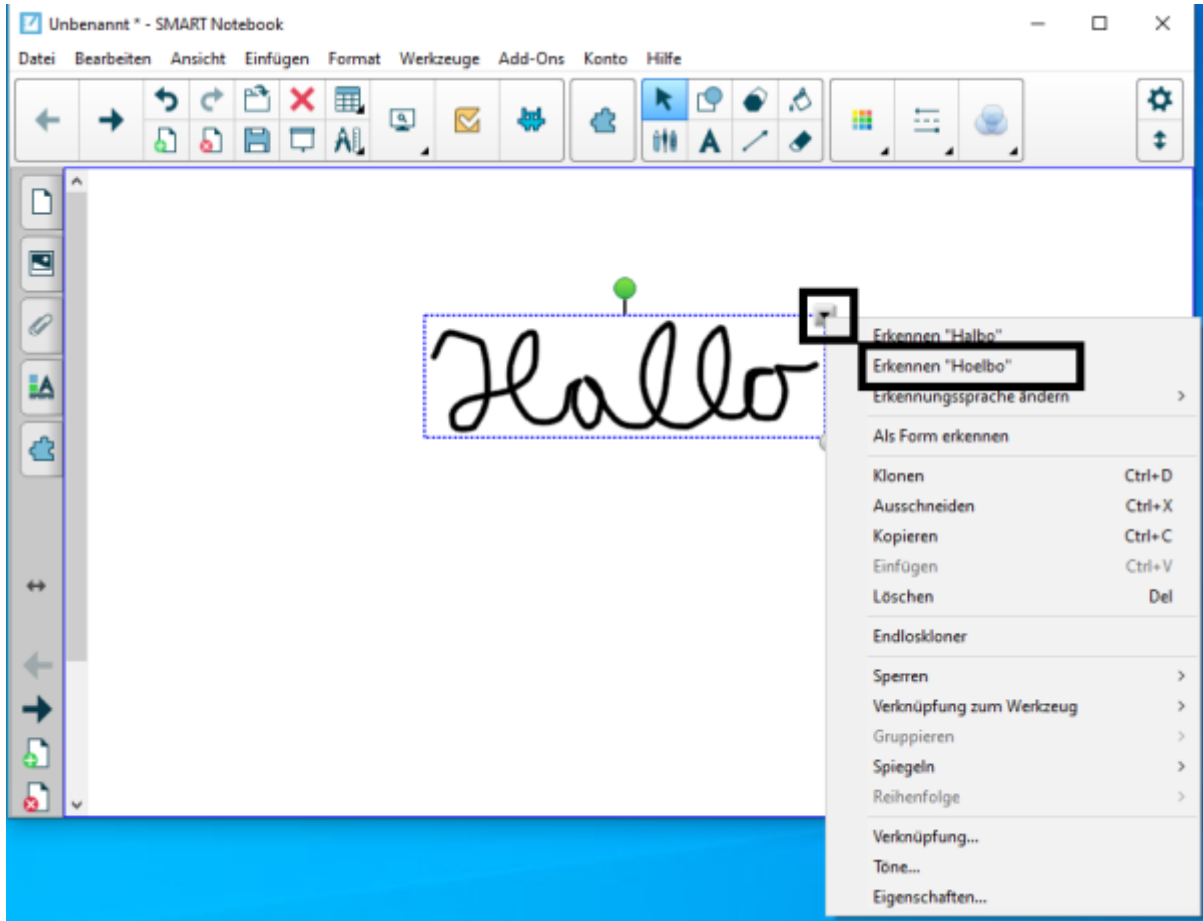 Unbenannt * - SMART Notebook
Datei Bearbeiten Ansicht Einfügen Format Werkzeuge Add-Ons Konto Hilfe
Hallo
Erkennen "Halbo"
Erkennen "Hoelbo"
Erkennungssprache ändern
Als Form erkennen
Klonen Ctrl+D
Ausschneiden Ctrl+X
Kopieren Ctrl+C
Einfügen Ctrl+V
Löschen Del
Endloskloner
Sperren
Verknüpfung zum Werkzeug
Gruppieren
Spiegeln
Reihenfolge
Verknüpfung...
Töne...
Eigenschaften...